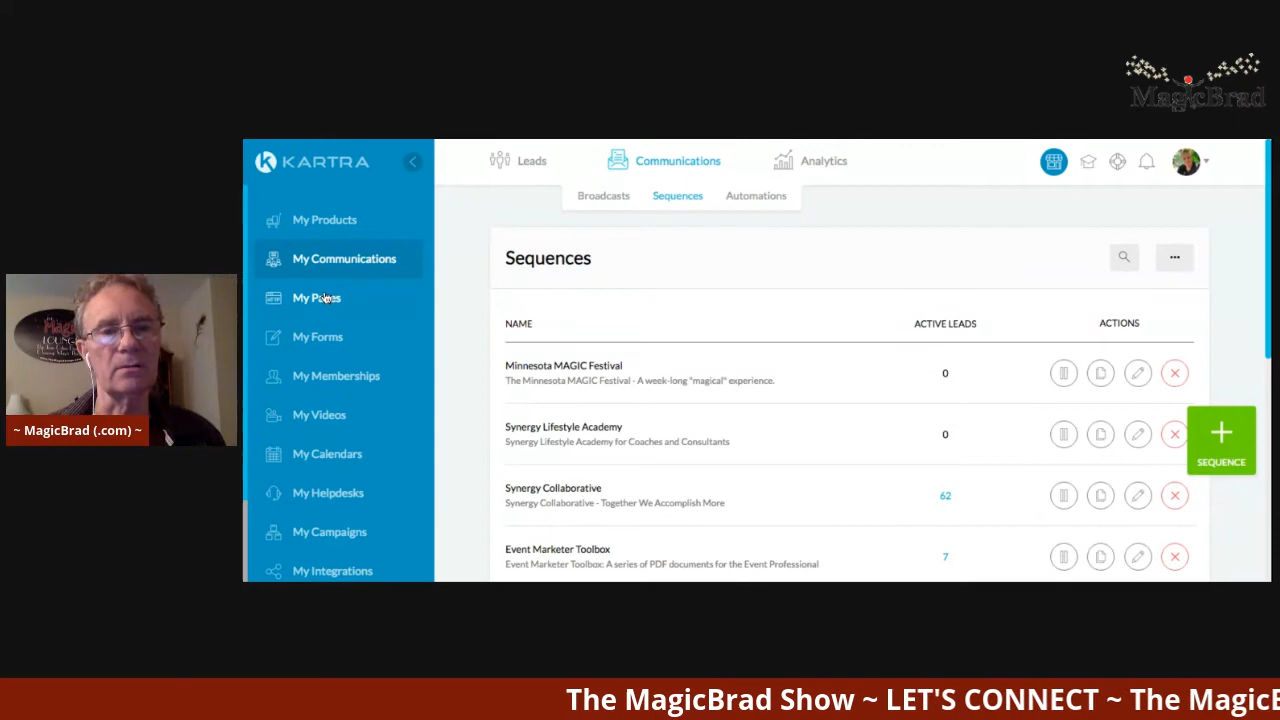 MagicBrad
KARTRA
Leads
Communications
Analytics
Broadcasts
Sequences
Automations
My Products
My Communications
My Pages
My Forms
My Memberships
My Videos
My Calendars
My Helpdesks
My Campaigns
My Integrations
Sequences
NAME
ACTIVE LEADS
ACTIONS
Minnesota MAGIC Festival
The Minnesota MAGIC Festival - A week-long "magical" experience.
0
Synergy Lifestyle Academy
Synergy Lifestyle Academy for Coaches and Consultants
0
Synergy Collaborative
Synergy Collaborative - Together We Accomplish More
62
Event Marketer Toolbox
Event Marketer Toolbox: A series of PDF documents for the Event Professional
7
SEQUENCE
~ MagicBrad (.com) ~
The MagicBrad Show ~ LET'S CONNECT ~ The MagicB